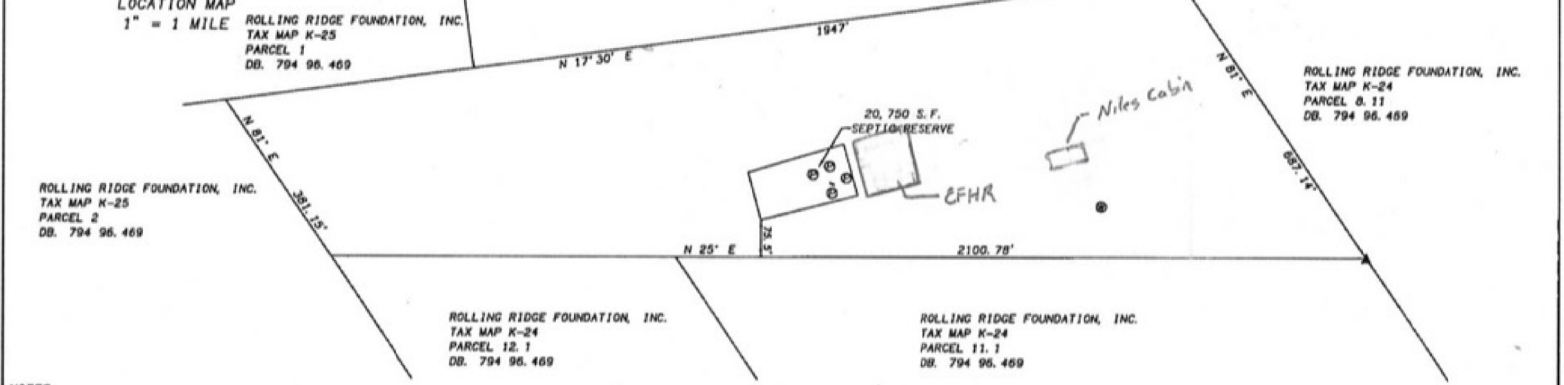 LOCATION MAP
1" = 1 MILE
ROLLING RIDGE FOUNDATION, INC.
TAX MAP K-25
PARCEL 1
DB. 794 96. 469
N 17° 30' E
1947'
N 81° E
687.14'
ROLLING RIDGE FOUNDATION, INC.
TAX MAP K-24
PARCEL 8. 11
DB. 794 96. 469
Niles Cabin
20, 750 S. F.
SEPTIC RESERVE
EFHR
N 81° E
381.15'
ROLLING RIDGE FOUNDATION, INC.
TAX MAP K-25
PARCEL 2
DB. 794 96. 469
75.5'
N 25° E
2100. 78'
ROLLING RIDGE FOUNDATION, INC.
TAX MAP K-24
PARCEL 12. 1
DB. 794 96. 469
ROLLING RIDGE FOUNDATION, INC.
TAX MAP K-24
PARCEL 11. 1
DB. 794 96. 469